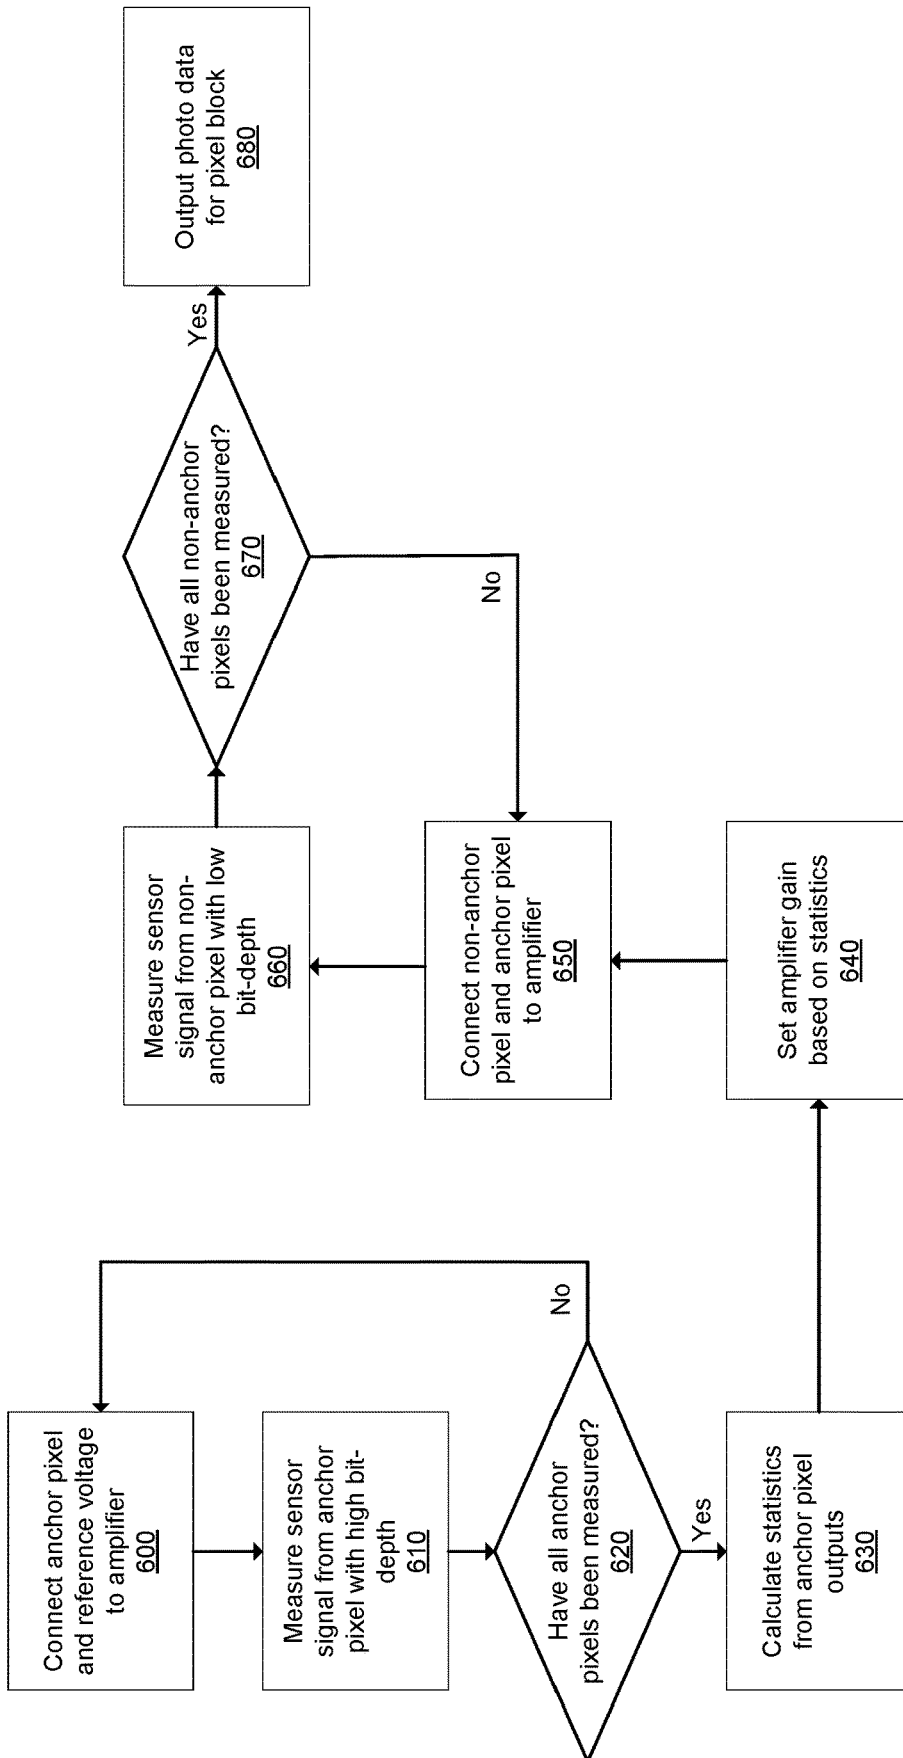 Connect anchor pixel
and reference voltage
to amplifier
600
Measure sensor
signal from anchor
pixel with high bit-
depth
610
Have all anchor
pixels been measured?
620
No
Yes
Calculate statistics
from anchor pixel
outputs
630
Set amplifier gain
based on statistics
640
Connect non-anchor
pixel and anchor pixel
to amplifier
650
Measure sensor
signal from non-
anchor pixel with low
bit-depth
660
Have all non-anchor
pixels been measured?
670
No
Yes
Output photo data
for pixel block
680